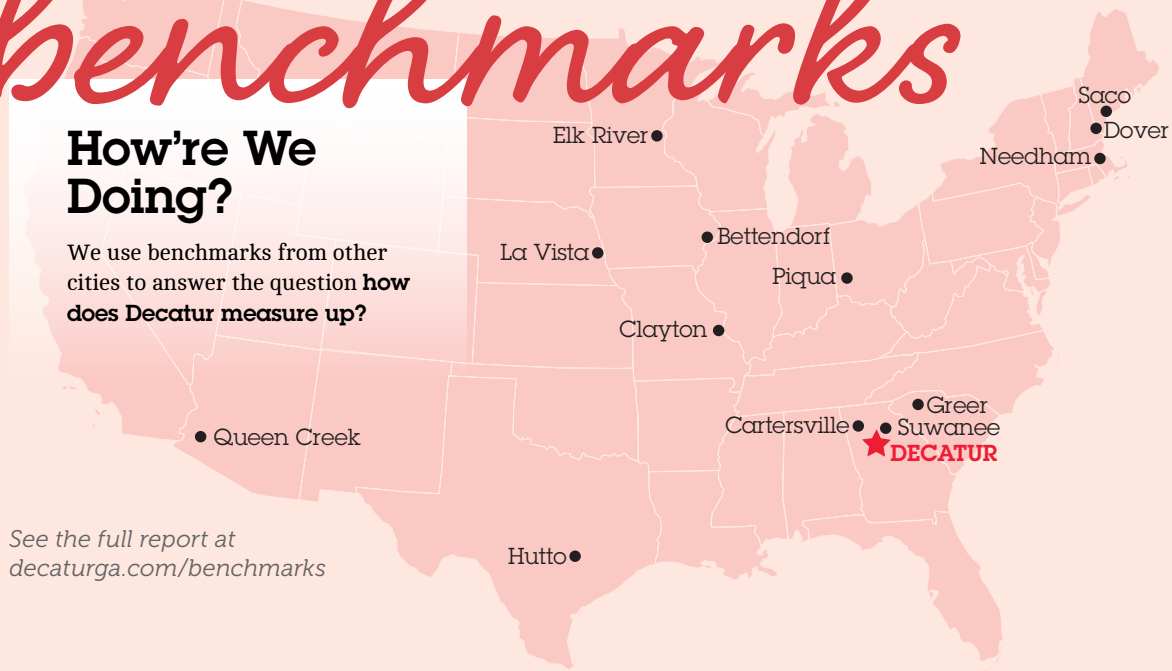 benchmarks
How’re We
Doing?
We use benchmarks from other
cities to answer the question how
does Decatur measure up?
Saco
Dover
Needham
Elk River
Bettendorf
La Vista
Piqua
Clayton
Greer
Cartersville
Suwanee
DECATUR
Queen Creek
Hutto
See the full report at
decaturga.com/benchmarks